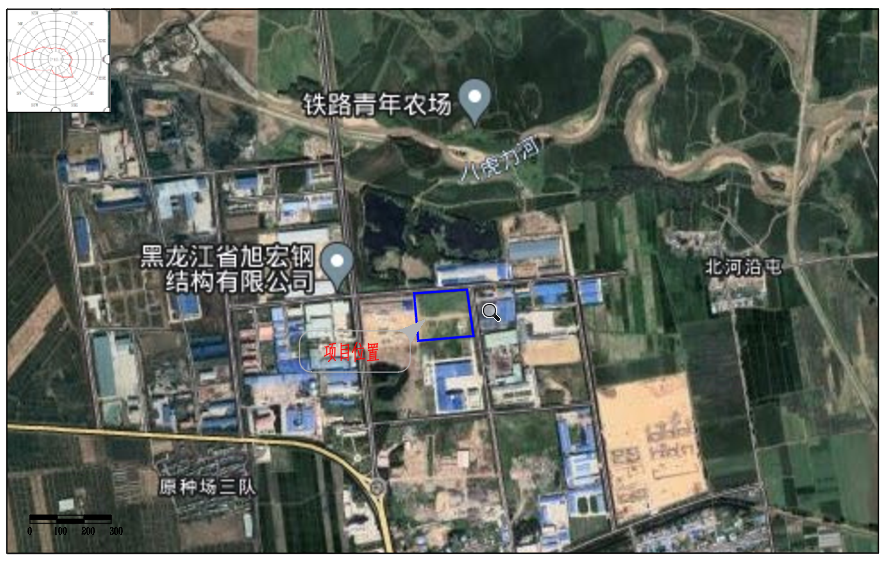 铁路青年农场
八虎力河
黑龙江省旭宏钢
结构有限公司
北河沿屯
项目位置
原种场三队
0 100 200 300